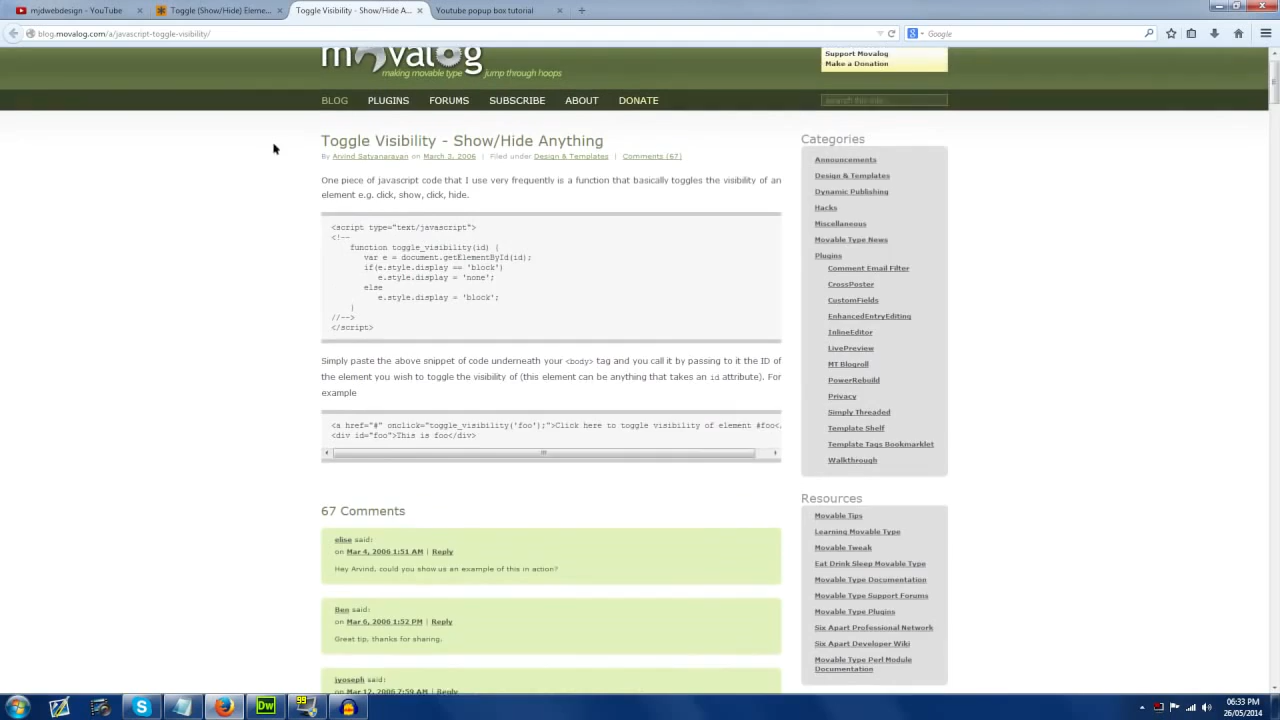 mjdwebdesign - YouTube
Toggle (Show/Hide) Eleme...
Toggle Visibility - Show/Hide A...
YouTube popup box tutorial
blog.movalog.com/a/javascript-toggle-visibility/
Google
movalog
making movable type jump through hoops
Support Movalog
Make a Donation
BLOG PLUGINS FORUMS SUBSCRIBE ABOUT DONATE
search this site...
Toggle Visibility - Show/Hide Anything
By Arvind Satyanarayan on March 3, 2006 | Filed under Design & Templates | Comments (67)
One piece of javascript code that I use very frequently is a function that basically toggles the visibility of an
element e.g. click, show, click, hide.
<script type="text/javascript">
<!--
function toggle_visibility(id) {
var e = document.getElementById(id);
if(e.style.display == 'block')
e.style.display = 'none';
else
e.style.display = 'block';
}
//-->
</script>
Simply paste the above snippet of code underneath your <body> tag and you call it by passing to it the ID of
the element you wish to toggle the visibility of (this element can be anything that takes an id attribute). For
example
<a href="#" onclick="toggle_visibility('foo');">Click here to toggle visibility of element #foo<
<div id="foo">This is foo</div>
67 Comments
elise said:
on Mar 4, 2006 1:51 AM | Reply
Hey Arvind, could you show us an example of this in action?
Ben said:
on Mar 6, 2006 1:52 PM | Reply
Great tip, thanks for sharing.
jyoseph said:
on Mar 12, 2006 7:59 AM | Reply
Categories
Announcements
Design & Templates
Dynamic Publishing
Hacks
Miscellaneous
Movable Type News
Plugins
Comment Email Filter
CrossPoster
CustomFields
EnhancedEntryEditing
InlineEditor
LivePreview
MT Blogroll
PowerRebuild
Privacy
Simply Threaded
Template Shelf
Template Tags Bookmarklet
Walkthrough
Resources
Movable Tips
Learning Movable Type
Movable Tweak
Eat Drink Sleep Movable Type
Movable Type Documentation
Movable Type Support Forums
Movable Type Plugins
Six Apart Professional Network
Six Apart Developer Wiki
Movable Type Perl Module
Documentation
Dw
99
06:33 PM
26/05/2014